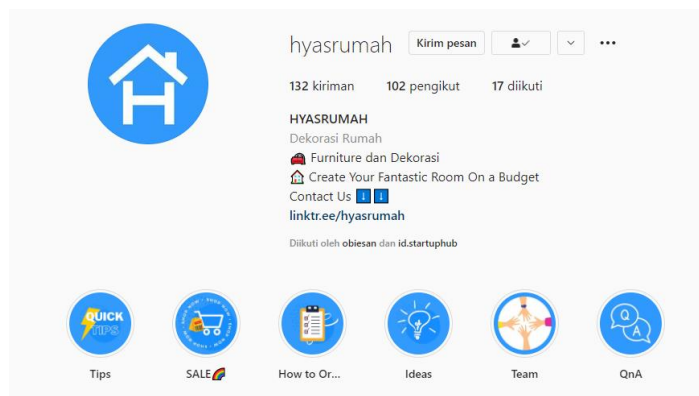 hyasrumah Kirim pesan
132 kiriman 102 pengikut 17 diikuti
HYASRUMAH
Dekorasi Rumah
Furniture dan Dekorasi
Create Your Fantastic Room On a Budget
Contact Us
linktr.ee/hyasrumah
Diikuti oleh obiesan dan id.startuphub
QUICK
TIPS
Tips SALE How to Or... Ideas Team QnA